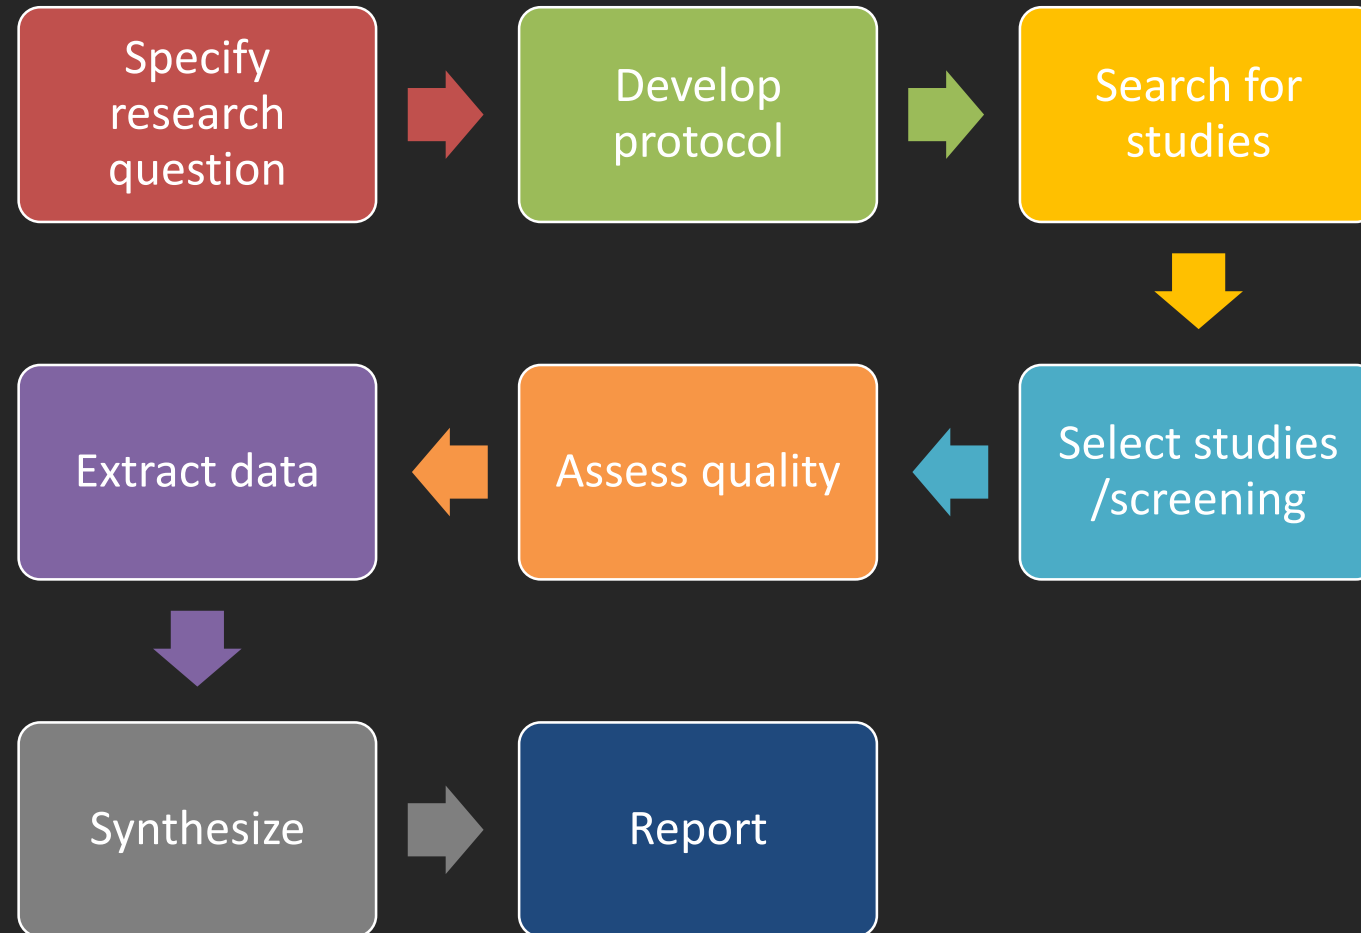 Specify
research
question
Develop
protocol
Search for
studies
Select studies
/screening
Assess quality
Extract data
Synthesize
Report